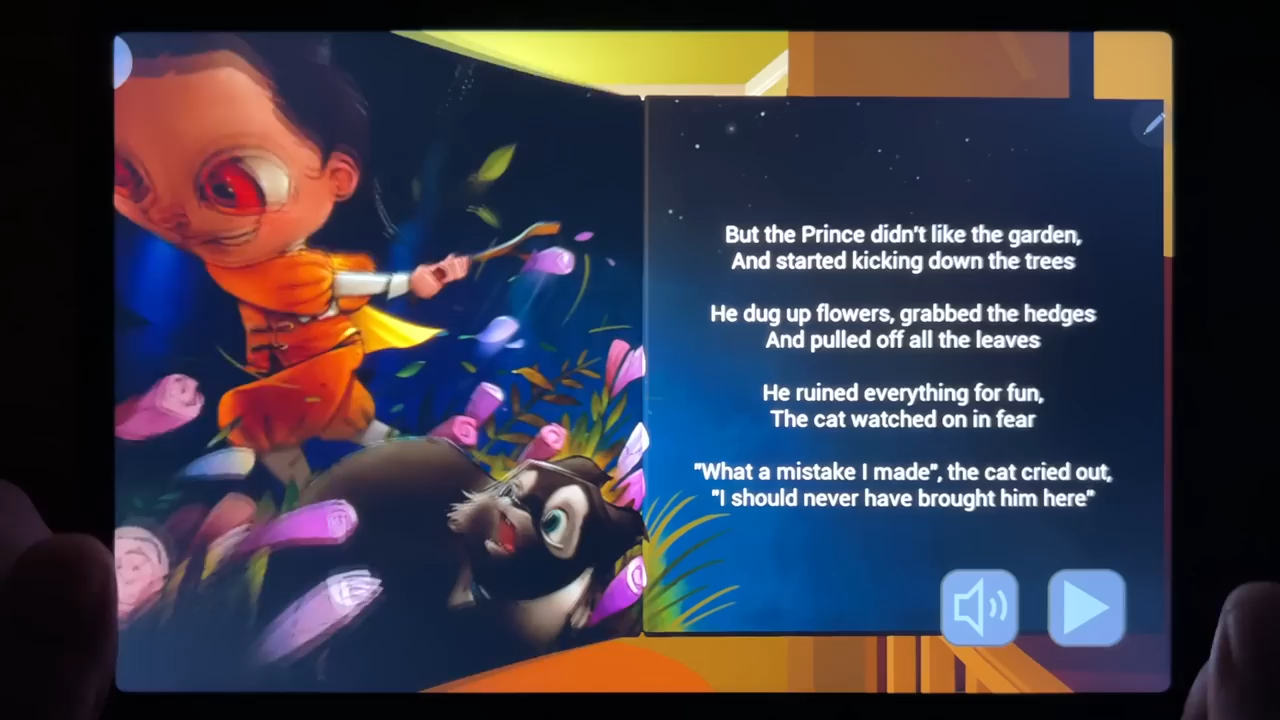 But the Prince didn't like the garden,
And started kicking down the trees
He dug up flowers, grabbed the hedges
And pulled off all the leaves
He ruined everything for fun,
The cat watched on in fear
"What a mistake I made", the cat cried out,
"I should never have brought him here"